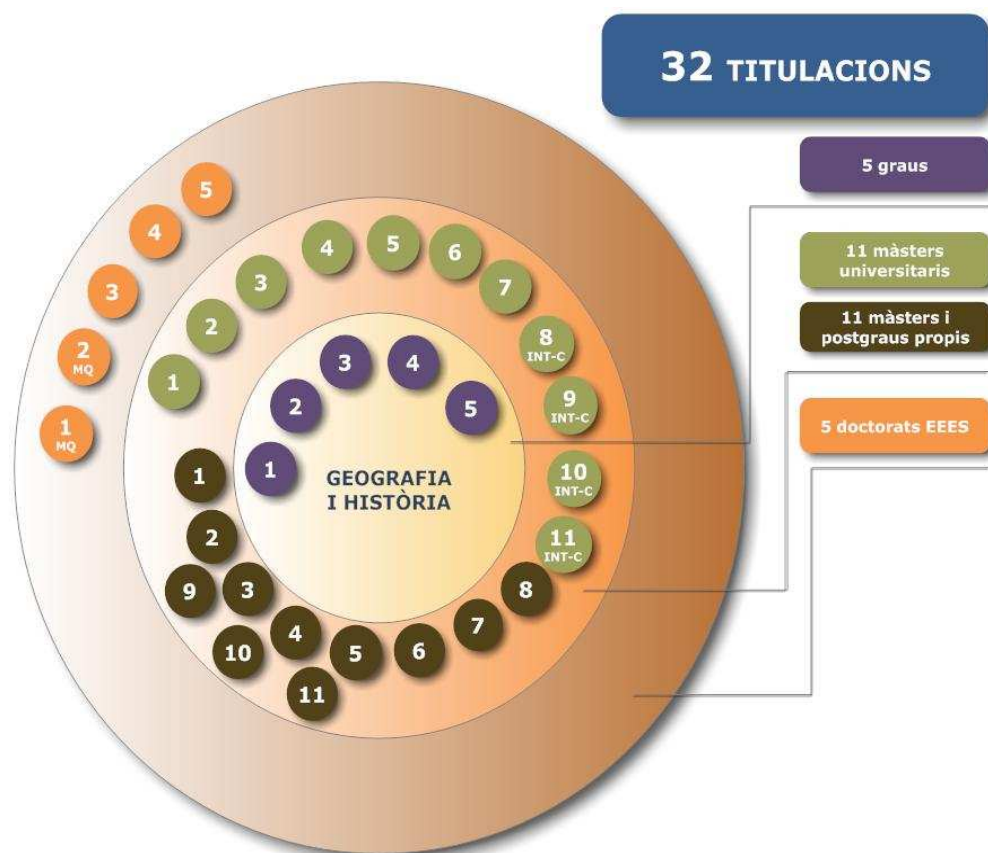 32 TITULACIONS
5 graus
11 màsters
universitaris
11 màsters i
postgraus propis
5 doctorats EEES
5
4
3
2
MQ
1
MQ
1
2
3
4
5
6
7
8
INT-C
9
INT-C
10
INT-C
11
INT-C
1
2
3
4
5
GEOGRAFIA
I HISTÒRIA
1
2
3
4
5
6
7
8
9
10
11